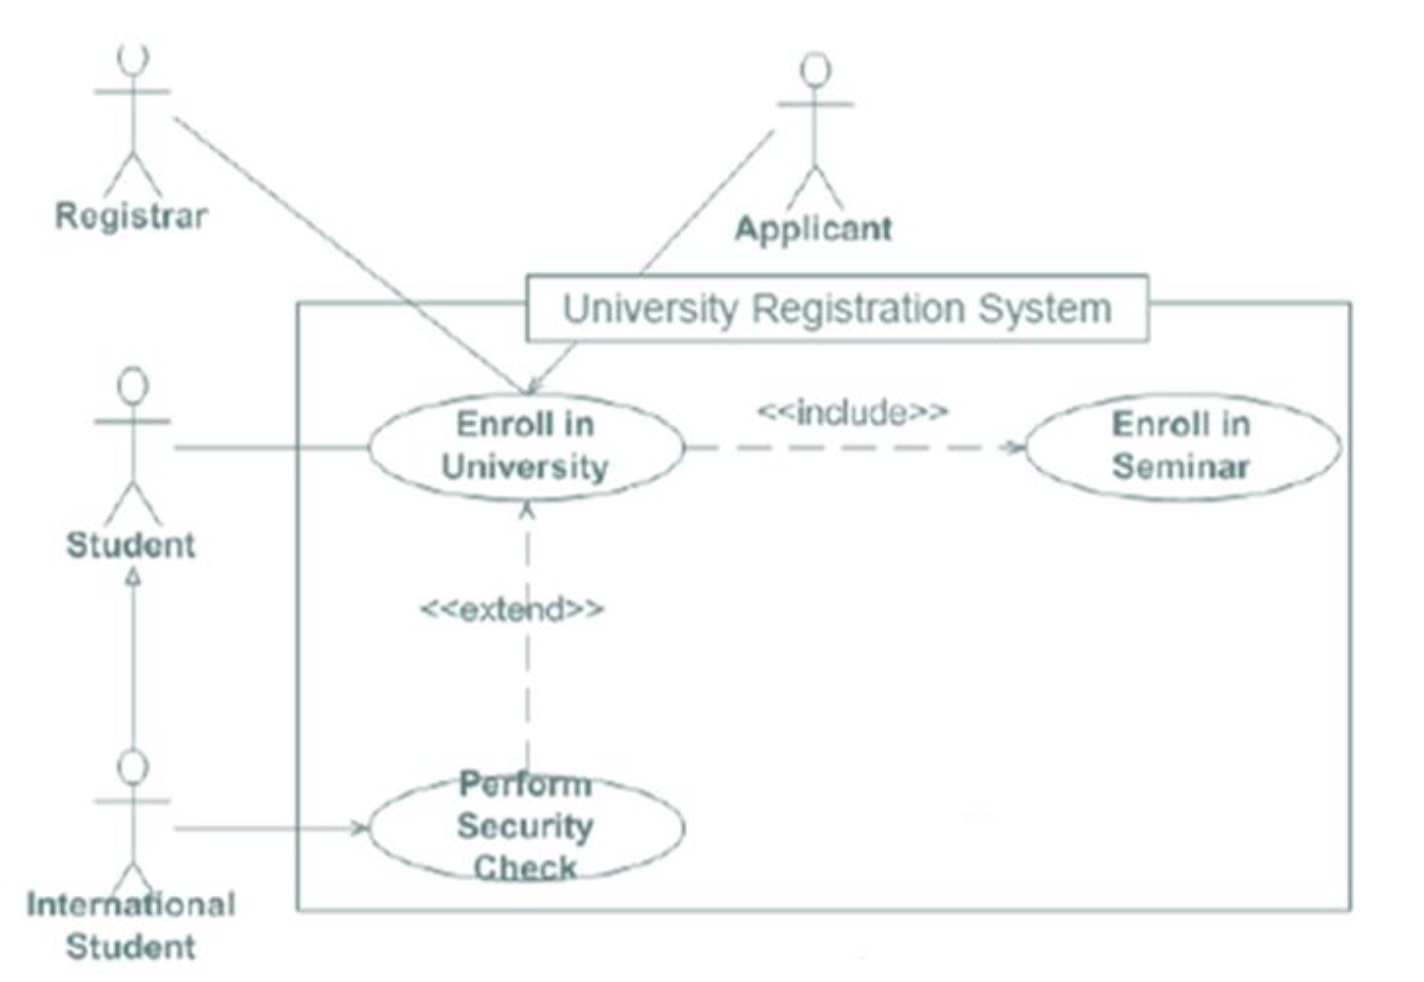 Registrar
Applicant
University Registration System
Student
Enroll in
University
<<include>>
Enroll in
Seminar
<<extend>>
Perform
Security
Check
International
Student